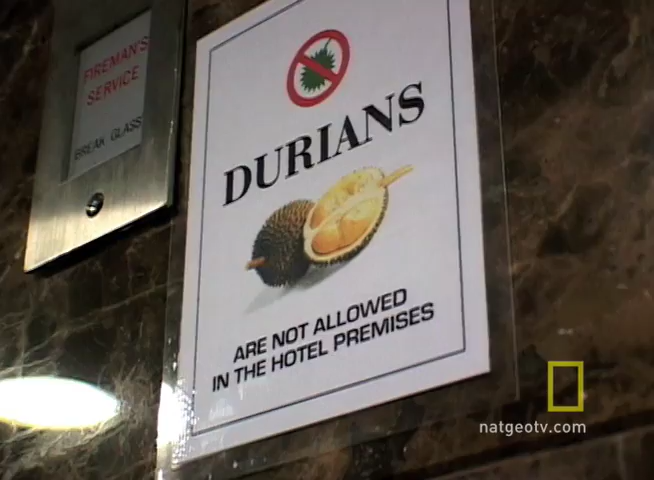 FIREMAN'S
SERVICE
BREAK GLASS
DURIANS
ARE NOT ALLOWED
IN THE HOTEL PREMISES
natgeotv.com